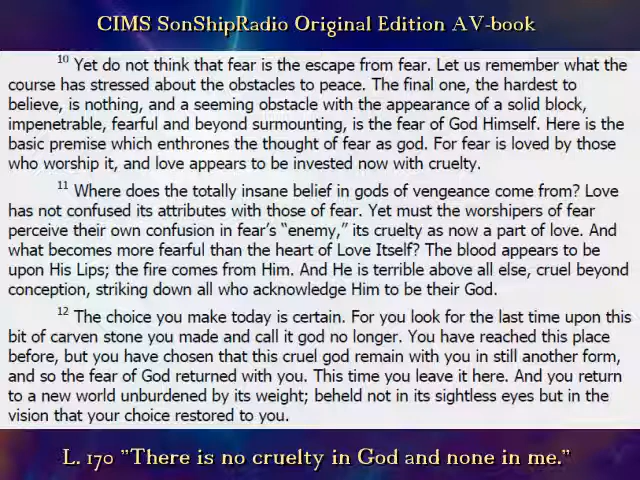 CIMS SonShipRadio Original Edition AV-book
10 Yet do not think that fear is the escape from fear. Let us remember what the
course has stressed about the obstacles to peace. The final one, the hardest to
believe, is nothing, and a seeming obstacle with the appearance of a solid block,
impenetrable, fearful and beyond surmounting, is the fear of God Himself. Here is the
basic premise which enthrones the thought of fear as god. For fear is loved by those
who worship it, and love appears to be invested now with cruelty.
11 Where does the totally insane belief in gods of vengeance come from? Love
has not confused its attributes with those of fear. Yet must the worshipers of fear
perceive their own confusion in fear's “enemy,” its cruelty as now a part of love. And
what becomes more fearful than the heart of Love Itself? The blood appears to be
upon His Lips; the fire comes from Him. And He is terrible above all else, cruel beyond
conception, striking down all who acknowledge Him to be their God.
12 The choice you make today is certain. For you look for the last time upon this
bit of carven stone you made and call it god no longer. You have reached this place
before, but you have chosen that this cruel god remain with you in still another form,
and so the fear of God returned with you. This time you leave it here. And you return
to a new world unburdened by its weight; beheld not in its sightless eyes but in the
vision that your choice restored to you.
L. 170 "There is no cruelty in God and none in me."